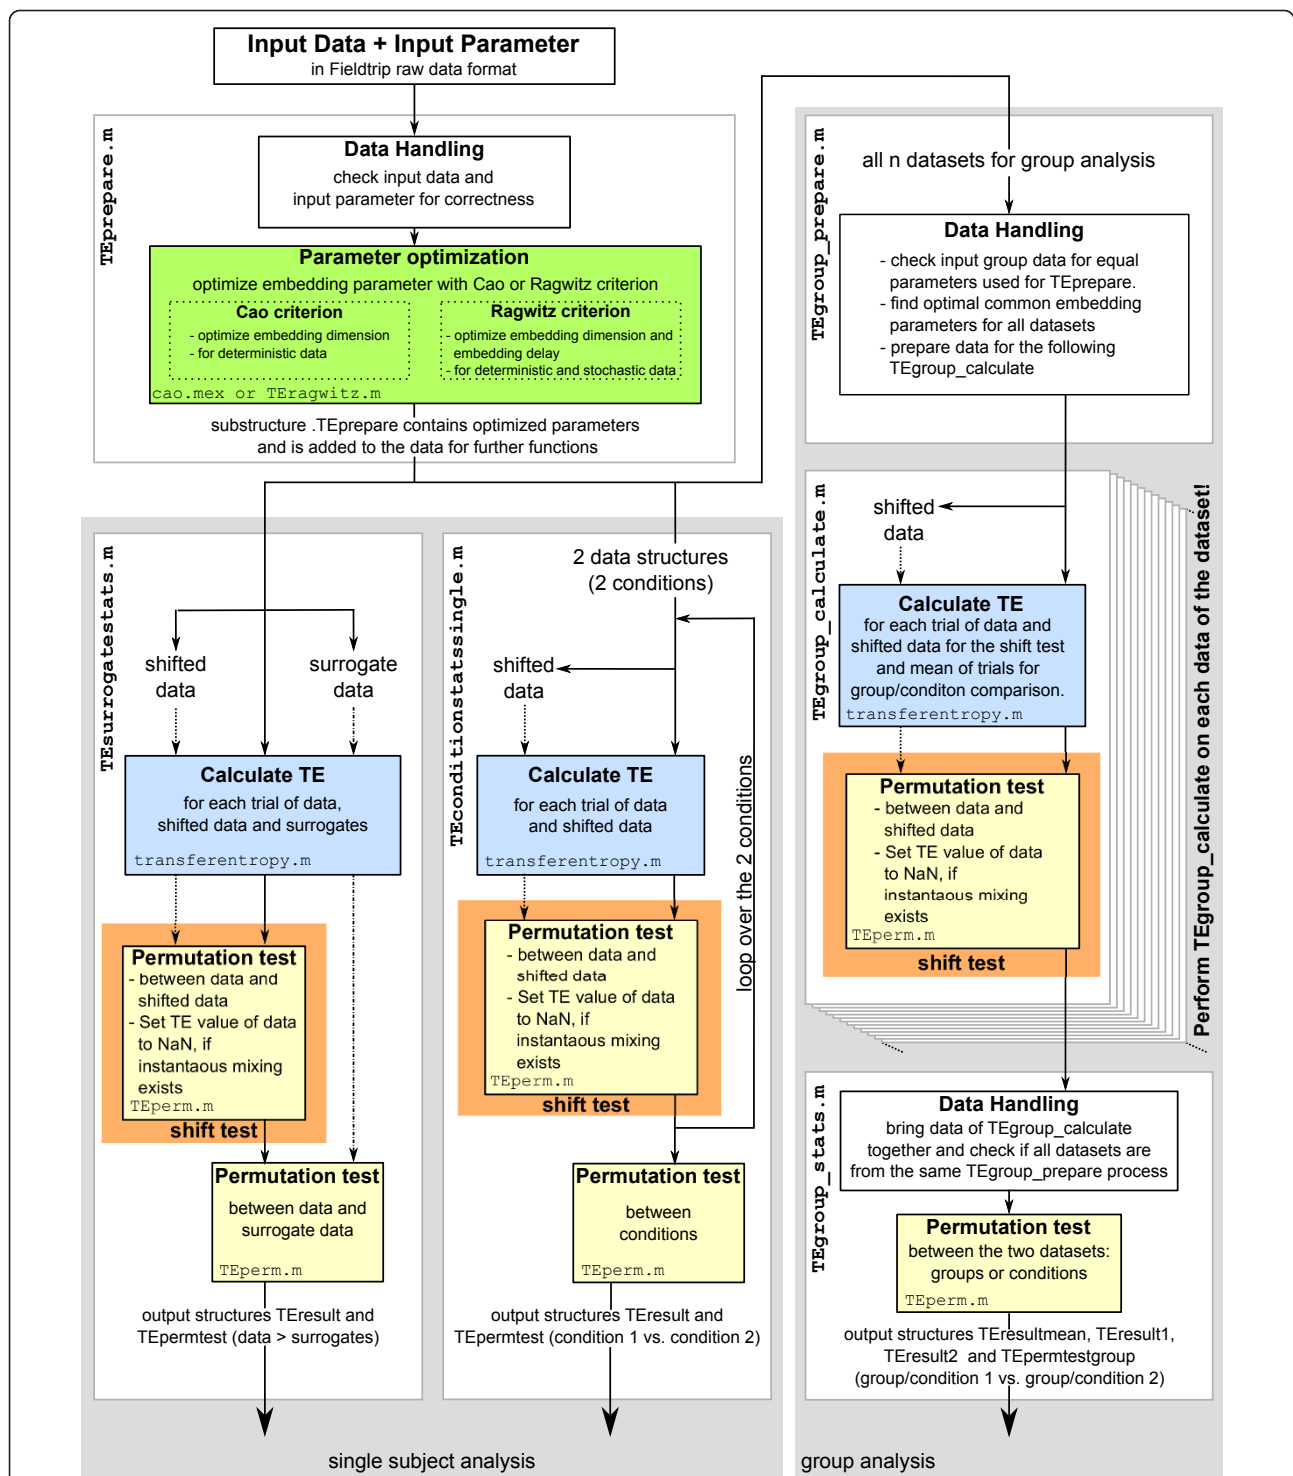 Input Data + Input Parameter
in Fieldtrip raw data format
TEprepare.m
Data Handling
check input data and
input parameter for correctness
Parameter optimization
optimize embedding parameter with Cao or Ragwitz criterion
Cao criterion
- optimize embedding dimension
- for deterministic data
Ragwitz criterion
- optimize embedding dimension and
embedding delay
- for deterministic and stochastic data
cao.mex or TEragwitz.m
substructure .TEprepare contains optimized parameters
and is added to the data for further functions
TEsurrogatestats.m
shifted
data
surrogate
data
Calculate TE
for each trial of data,
shifted data and surrogates
transferentropy.m
Permutation test
- between data and
shifted data
- Set TE value of data
to NaN, if
instantaous mixing
exists
TEperm.m
shift test
Permutation test
between data and
surrogate data
TEperm.m
output structures TEresult and
TEpermtest (data > surrogates)
TEconditionstatssingle.m
2 data structures
(2 conditions)
shifted
data
Calculate TE
for each trial of data
and shifted data
transferentropy.m
loop over the 2 conditions
Permutation test
- between data and
shifted data
- Set TE value of data
to NaN, if
instantaous mixing
exists
TEperm.m
shift test
Permutation test
between
conditions
TEperm.m
output structures TEresult and
TEpermtest (condition 1 vs. condition 2)
single subject analysis
TEgroup_prepare.m
all n datasets for group analysis
Data Handling
- check input group data for equal
parameters used for TEprepare.
- find optimal common embedding
parameters for all datasets
- prepare data for the following
TEgroup_calculate
TEgroup_calculate.m
shifted
data
Calculate TE
for each trial of data and
shifted data for the shift test
and mean of trials for
group/conditon comparison.
transferentropy.m
Permutation test
- between data and
shifted data
- Set TE value of data
to NaN, if
instantaous mixing
exists
TEperm.m
shift test
Perform TEgroup_calculate on each data of the dataset!
TEgroup_stats.m
Data Handling
bring data of TEgroup_calculate
together and check if all datasets are
from the same TEgroup_prepare process
Permutation test
between the two datasets:
groups or conditions
TEperm.m
output structures TEresultmean, TEresult1,
TEresult2 and TEpermtestgroup
(group/condition 1 vs. group/condition 2)
group analysis